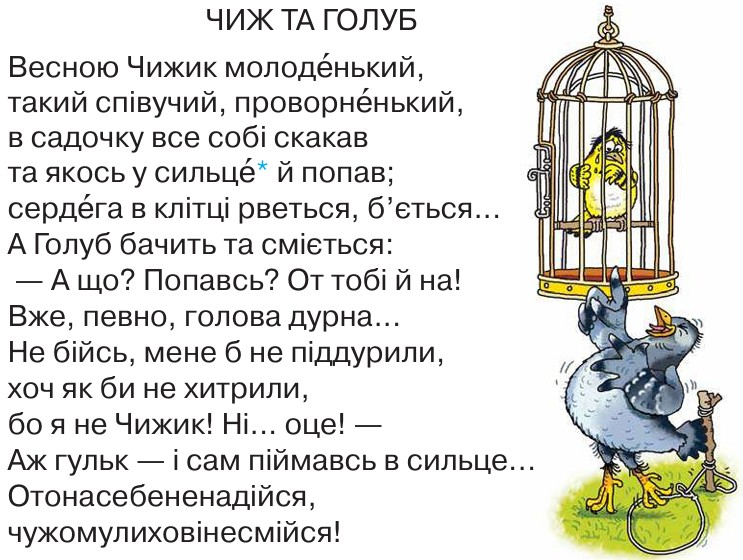 ЧИЖ ТА ГОЛУБ
Весною Чижик молоде́нький,
такий співучий, проворне́нький,
в садочку все собі скакав
та якось у сильце́* й попав;
серде́га в клітці рветься, б’ється...
А Голуб бачить та сміється:
— А що? Попавсь? От тобі й на!
Вже, певно, голова дурна...
Не бійсь, мене б не піддурили,
хоч як би не хитрили,
бо я не Чижик! Ні... оце! —
Аж гульк — і сам піймавсь в сильце...
Отонасебененадійся,
чужомулиховінесмійся!